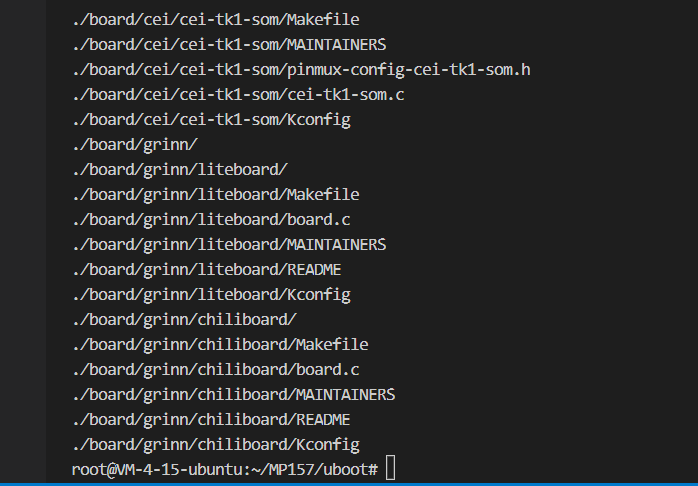 ./board/cei/cei-tk1-som/Makefile
./board/cei/cei-tk1-som/MAINTAINERS
./board/cei/cei-tk1-som/pinmux-config-cei-tk1-som.h
./board/cei/cei-tk1-som/cei-tk1-som.c
./board/cei/cei-tk1-som/Kconfig
./board/grinn/
./board/grinn/liteboard/
./board/grinn/liteboard/Makefile
./board/grinn/liteboard/board.c
./board/grinn/liteboard/MAINTAINERS
./board/grinn/liteboard/README
./board/grinn/liteboard/Kconfig
./board/grinn/chiliboard/
./board/grinn/chiliboard/Makefile
./board/grinn/chiliboard/board.c
./board/grinn/chiliboard/MAINTAINERS
./board/grinn/chiliboard/README
./board/grinn/chiliboard/Kconfig
root@VM-4-15-ubuntu:~/MP157/uboot#